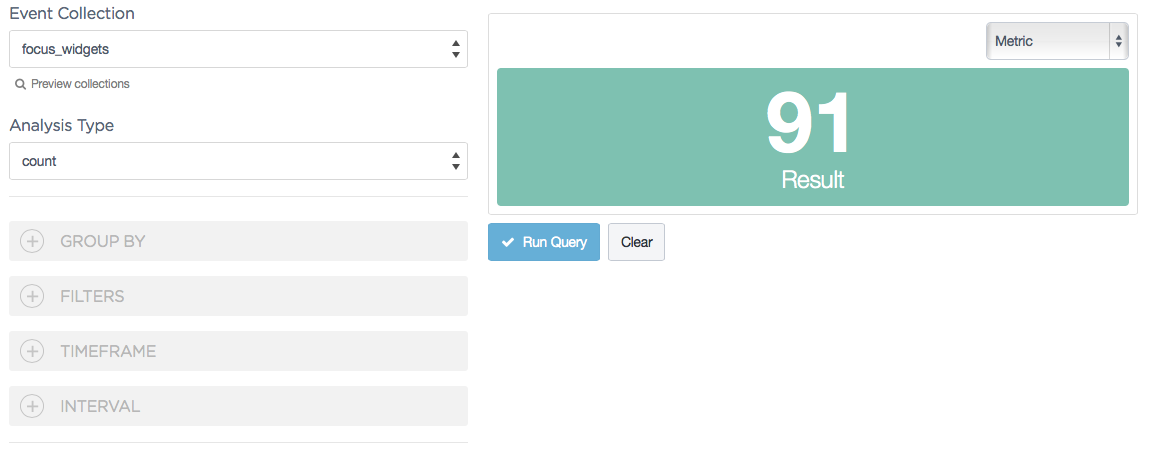 Event Collection
focus_widgets
Preview collections
Analysis Type
count
GROUP BY
FILTERS
TIMEFRAME
INTERVAL
Metric
91
Result
Run Query
Clear